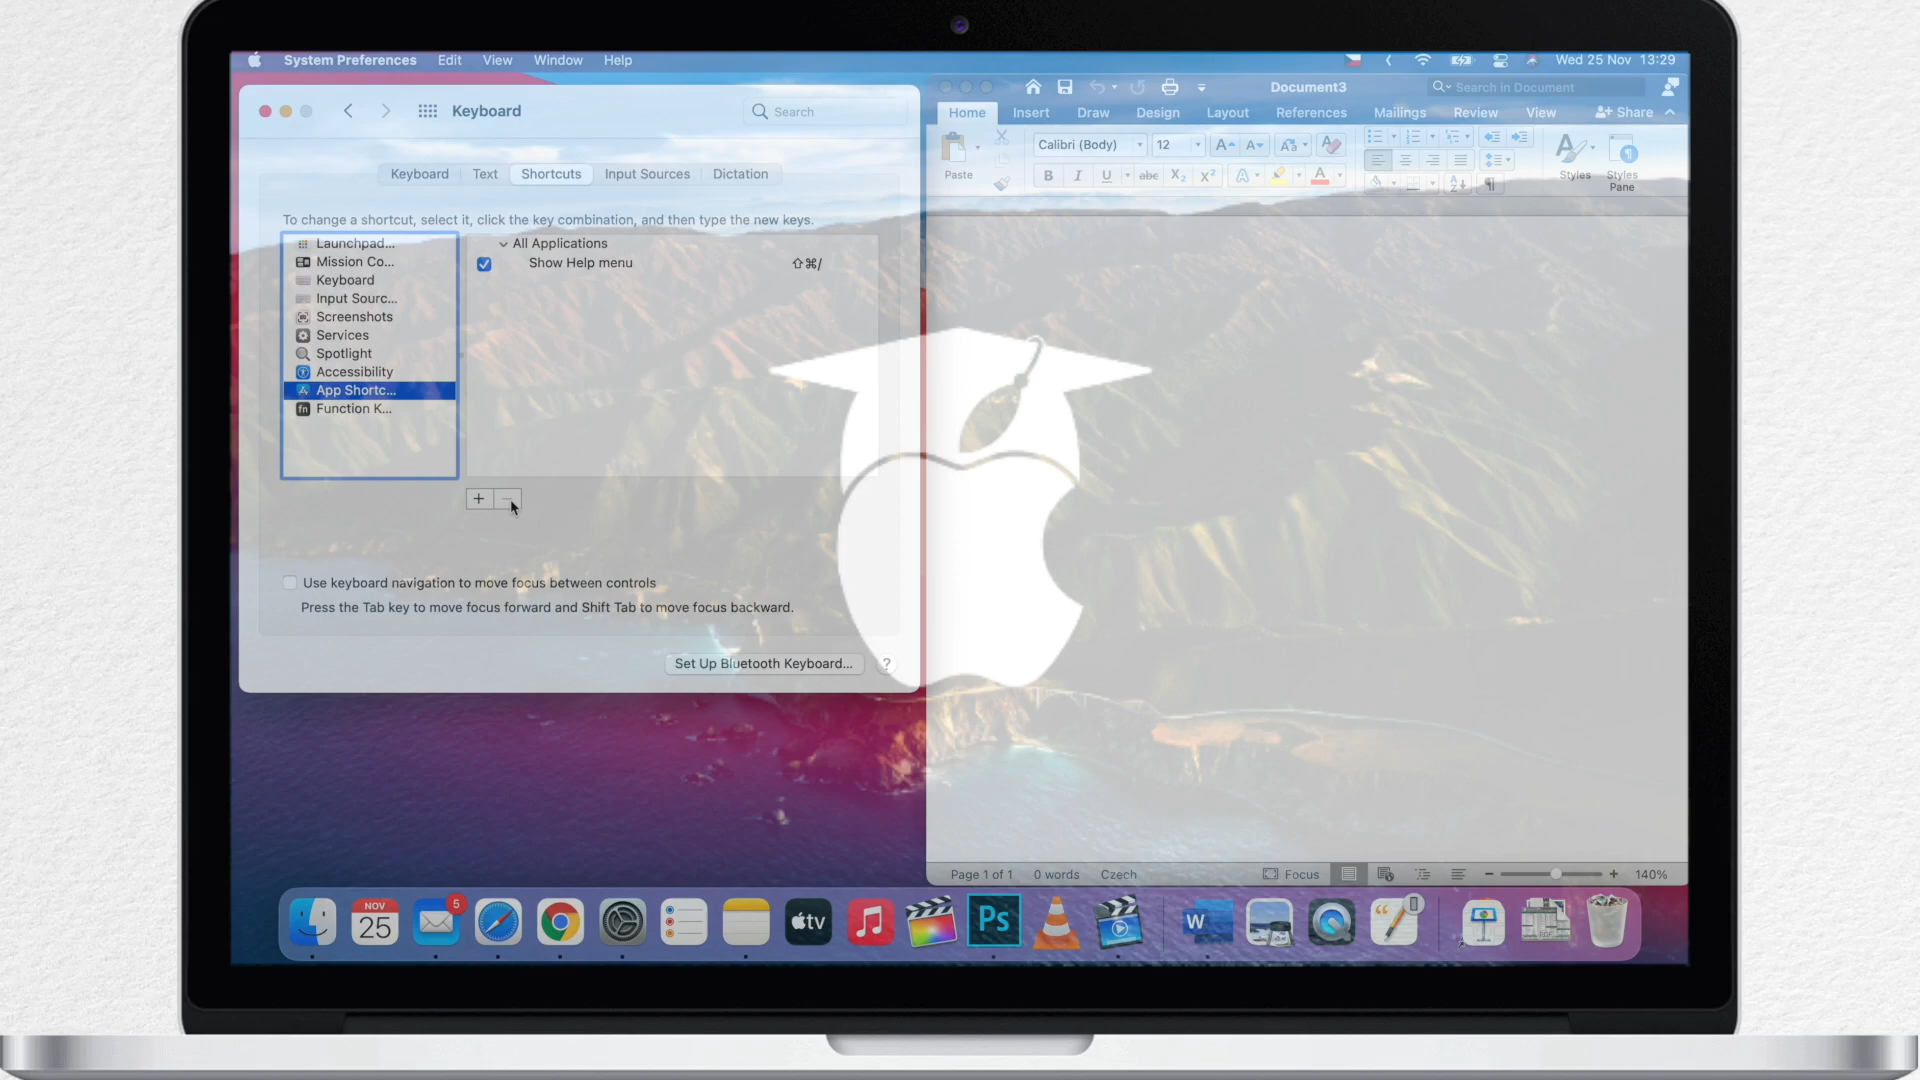 System Preferences Edit View Window Help
Wed 25 Nov 13:29
Keyboard
Search
Keyboard Text Shortcuts Input Sources Dictation
To change a shortcut, select it, click the key combination, and then type the new keys.
Launchpad...
Mission Co...
Keyboard
Input Sourc...
Screenshots
Services
Spotlight
Accessibility
App Shortc...
fn Function K...
All Applications
Show Help menu ⇧⌘/
+ −
Use keyboard navigation to move focus between controls
Press the Tab key to move focus forward and Shift Tab to move focus backward.
Set Up Bluetooth Keyboard... ?
Document3
Search in Document
Home Insert Draw Design Layout References Mailings Review View Share
Paste
Calibri (Body) 12 A A Aa A
B I U abc X₂ X² A A
Styles
Styles
Pane
Page 1 of 1 0 words Czech Focus − + 140%
NOV
25
5
tv
Ps
W
PDF